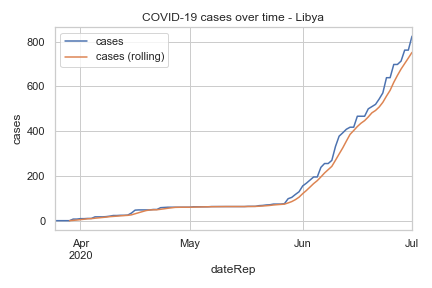 COVID-19 cases over time - Libya
cases
cases (rolling)
cases
800
600
400
200
0
Apr
2020
May
Jun
Jul
dateRep